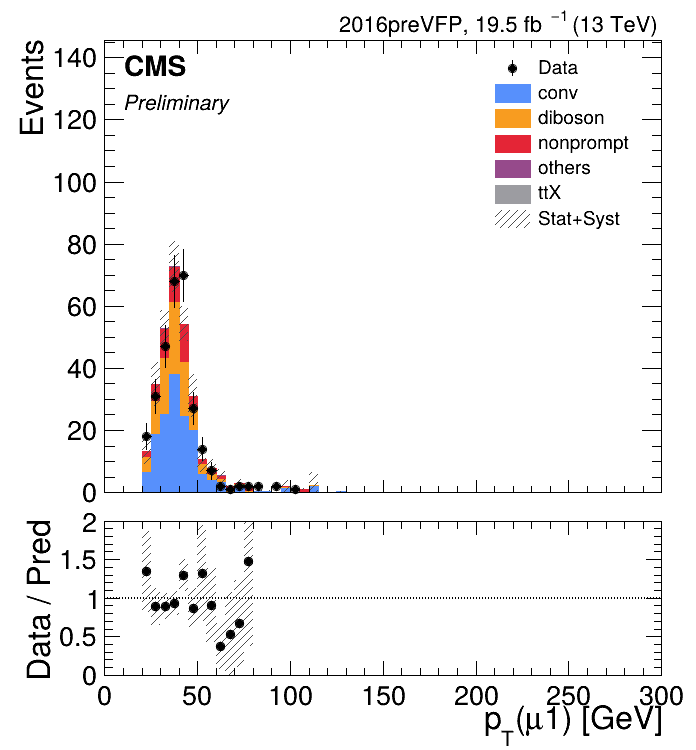 2016preVFP, 19.5 fb⁻¹ (13 TeV)
Events
140
120
100
80
60
40
20
0
CMS
Preliminary
Data
conv
diboson
nonprompt
others
ttX
Stat+Syst
Data / Pred
2
1.5
1
0.5
0
0 50 100 150 200 250 300
p_T(μ1) [GeV]